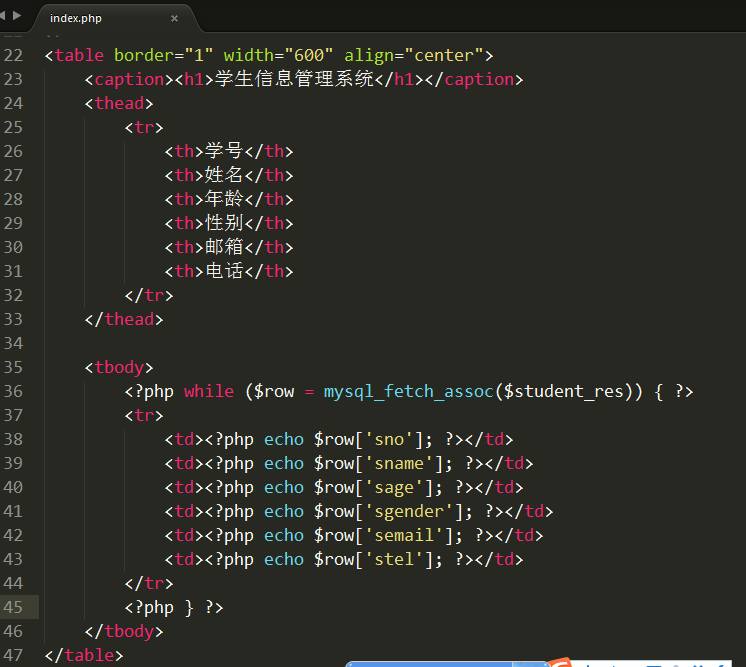 index.php ×
22 <table border="1" width="600" align="center">
23 <caption><h1>学生信息管理系统</h1></caption>
24 <thead>
25 <tr>
26 <th>学号</th>
27 <th>姓名</th>
28 <th>年龄</th>
29 <th>性别</th>
30 <th>邮箱</th>
31 <th>电话</th>
32 </tr>
33 </thead>
34
35 <tbody>
36 <?php while ($row = mysql_fetch_assoc($student_res)) { ?>
37 <tr>
38 <td><?php echo $row['sno']; ?></td>
39 <td><?php echo $row['sname']; ?></td>
40 <td><?php echo $row['sage']; ?></td>
41 <td><?php echo $row['sgender']; ?></td>
42 <td><?php echo $row['semail']; ?></td>
43 <td><?php echo $row['stel']; ?></td>
44 </tr>
45 <?php } ?>
46 </tbody>
47 </table>